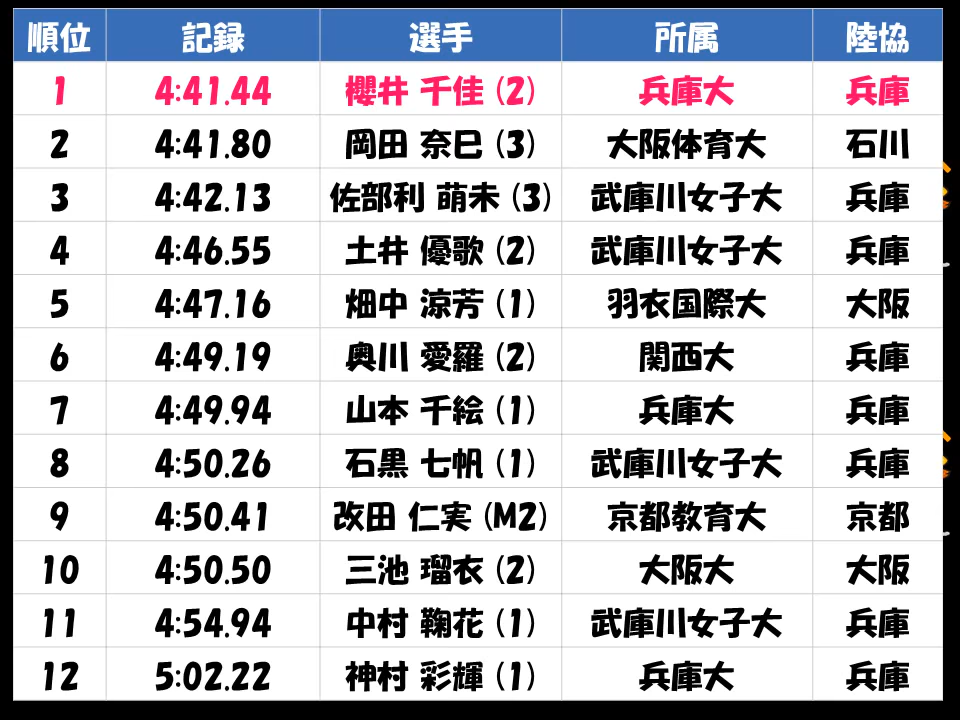 順位 記録 選手 所属 陸協
1 4:41.44 櫻井 千佳 (2) 兵庫大 兵庫
2 4:41.80 岡田 奈巳 (3) 大阪体育大 石川
3 4:42.13 佐部利 萌未 (3) 武庫川女子大 兵庫
4 4:46.55 土井 優歌 (2) 武庫川女子大 兵庫
5 4:47.16 畑中 涼芳 (1) 羽衣国際大 大阪
6 4:49.19 奥川 愛羅 (2) 関西大 兵庫
7 4:49.94 山本 千絵 (1) 兵庫大 兵庫
8 4:50.26 石黒 七帆 (1) 武庫川女子大 兵庫
9 4:50.41 改田 仁実 (M2) 京都教育大 京都
10 4:50.50 三池 瑠衣 (2) 大阪大 大阪
11 4:54.94 中村 鞠花 (1) 武庫川女子大 兵庫
12 5:02.22 神村 彩輝 (1) 兵庫大 兵庫